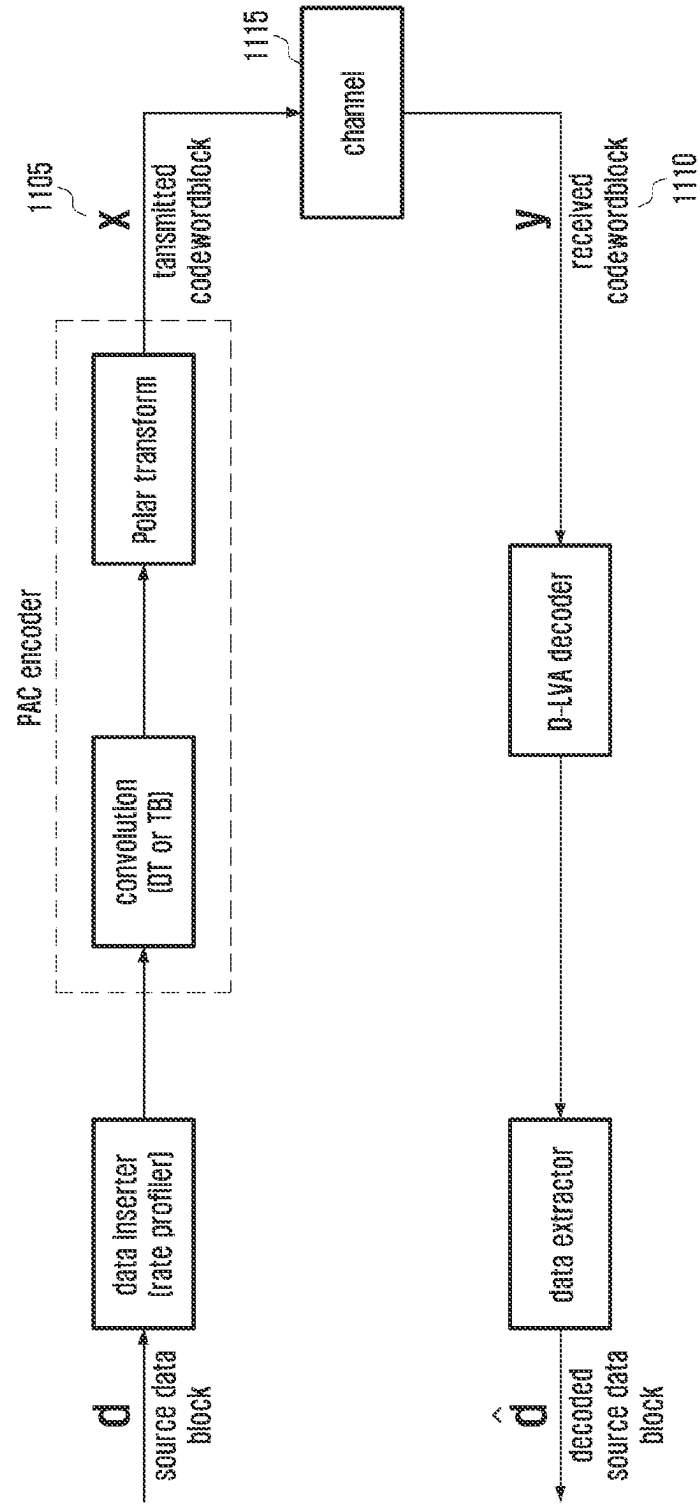 d
source data
block
data inserter
(rate profiler)
PAC encoder
convolution
(DT or TB)
Polar transform
1105
x
tansmitted
codewordblock
1115
channel
y
received
codewordblock
1110
D-LVA decoder
data extractor
d̂
decoded
source data
block